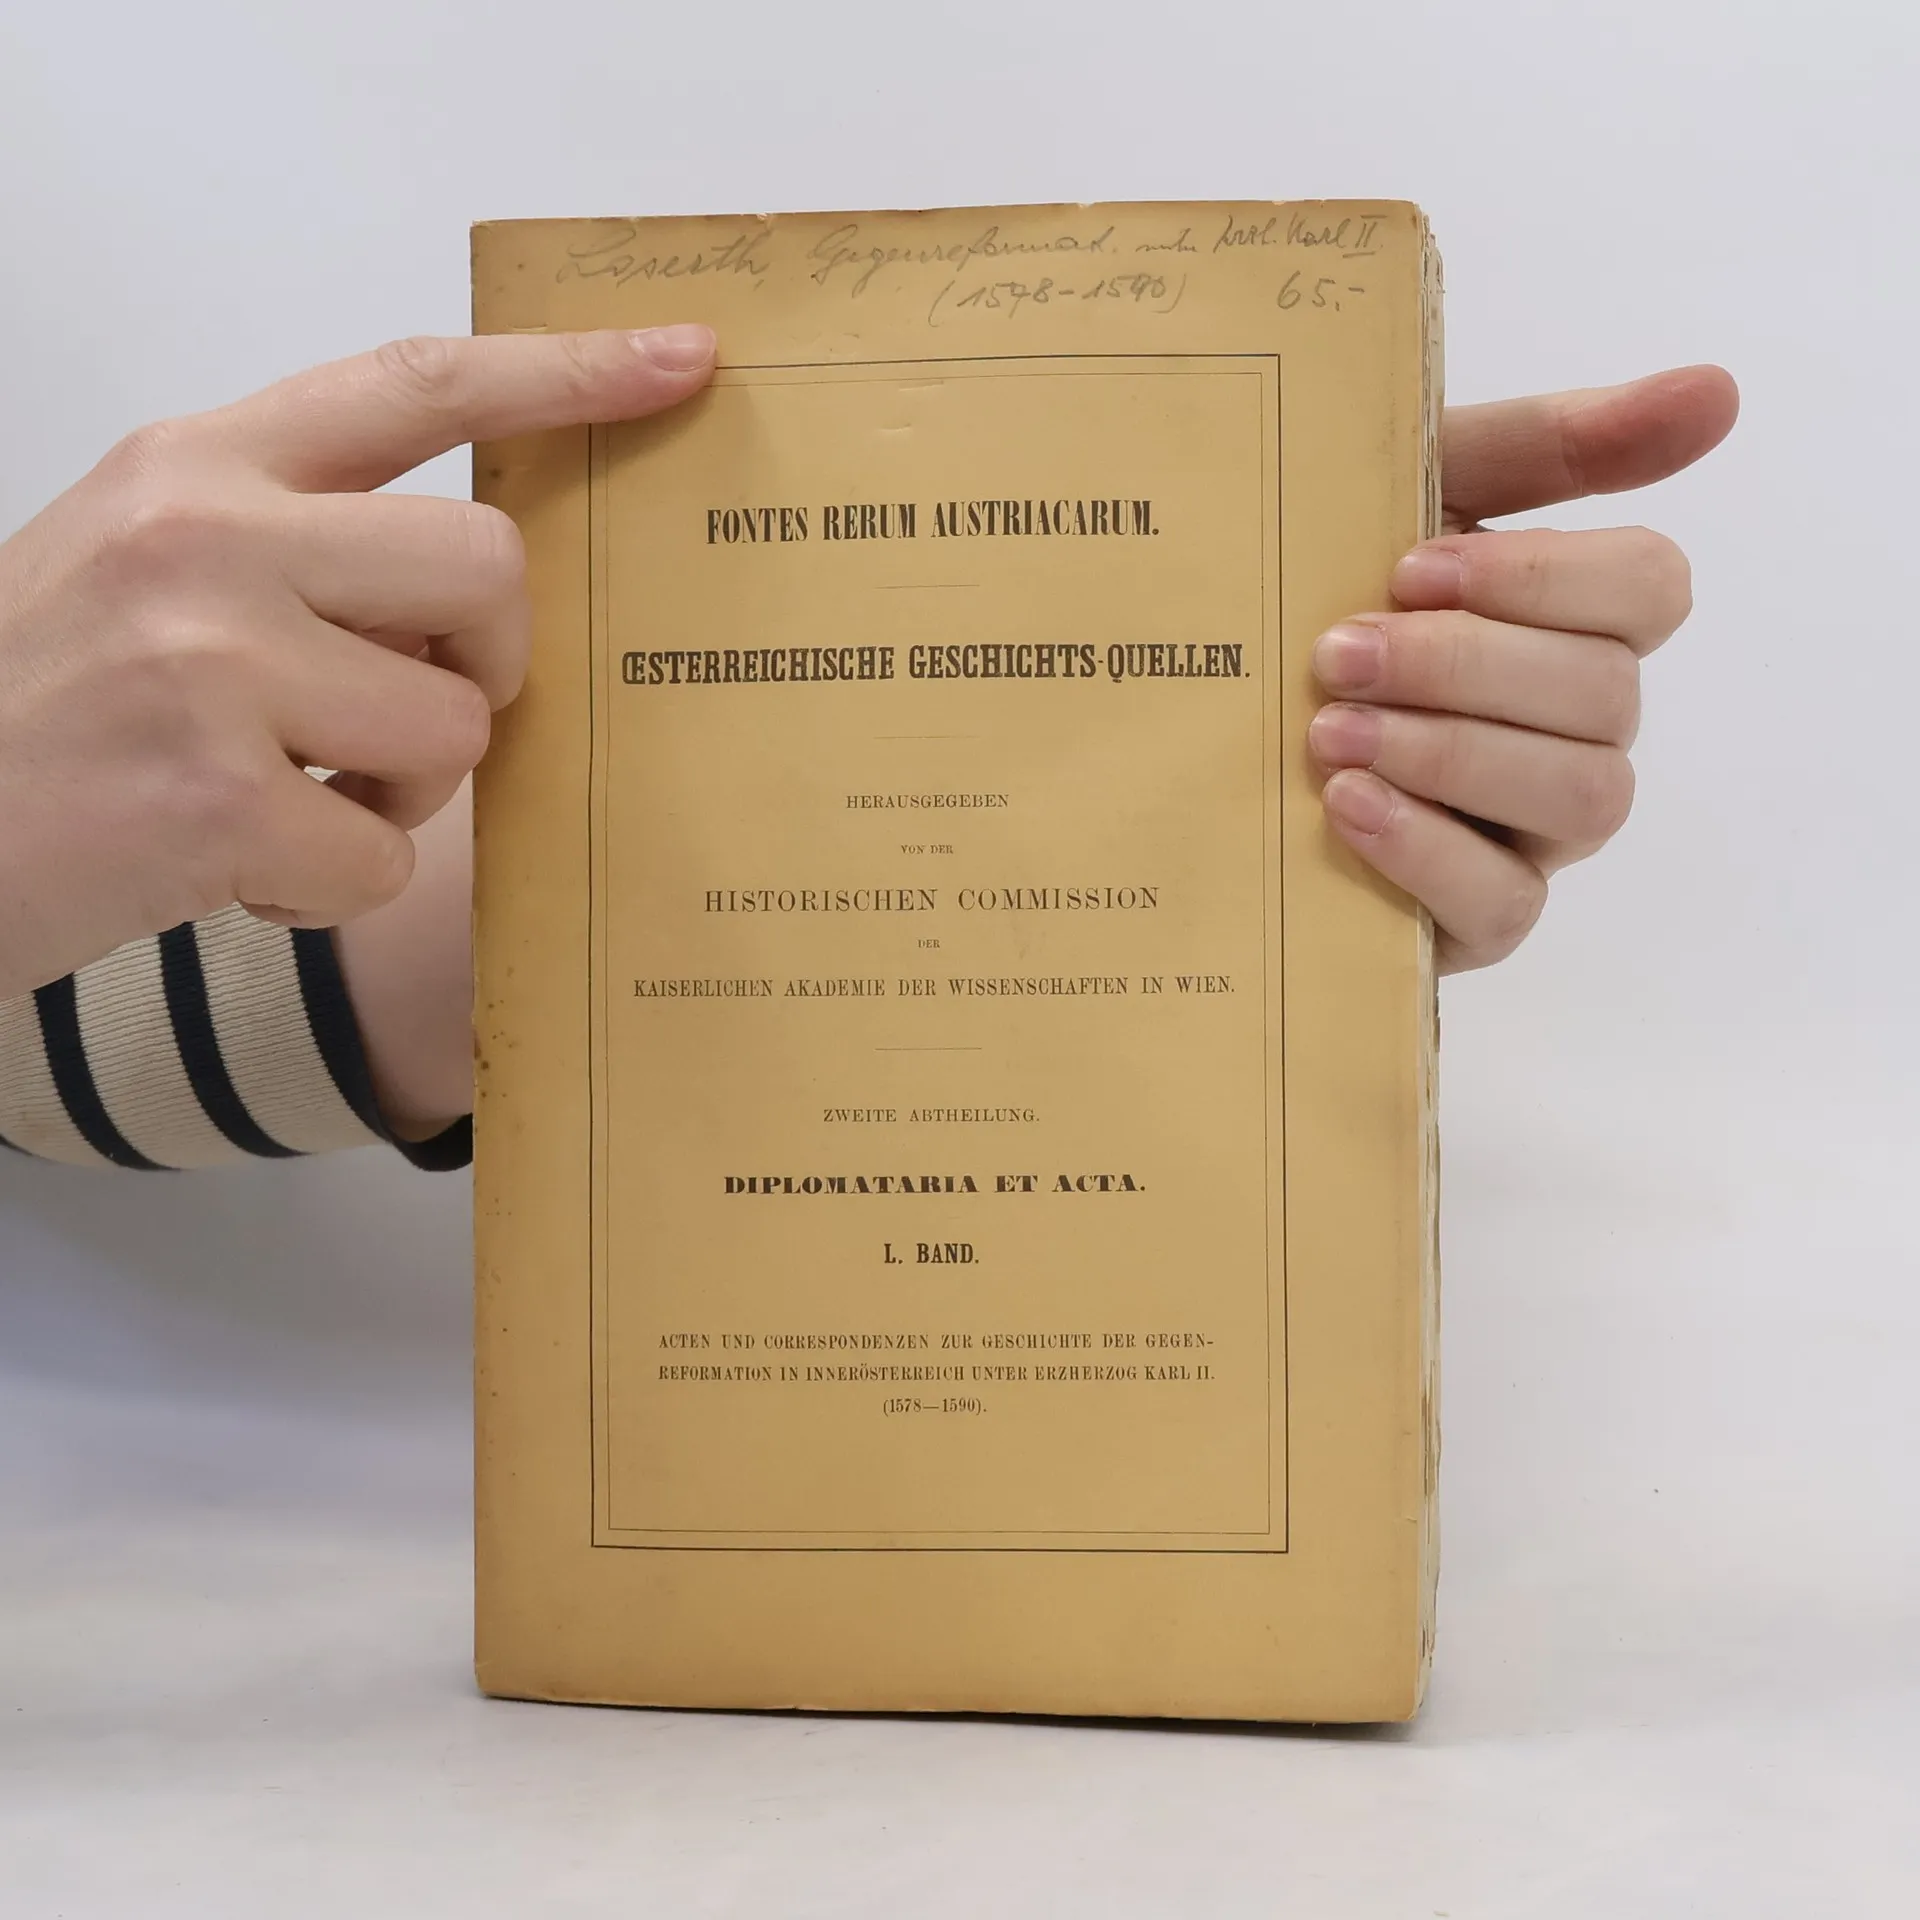 Loserth, Gegenreformat. unter Erzh. Karl II.
(1578-1590) 65.-
FONTES RERUM AUSTRIACARUM.
ŒSTERREICHISCHE GESCHICHTS-QUELLEN.
HERAUSGEGEBEN
VON DER
HISTORISCHEN COMMISSION
DER
KAISERLICHEN AKADEMIE DER WISSENSCHAFTEN IN WIEN.
ZWEITE ABTHEILUNG.
DIPLOMATARIA ET ACTA.
L. BAND.
ACTEN UND CORRESPONDENZEN ZUR GESCHICHTE DER GEGEN-
REFORMATION IN INNERÖSTERREICH UNTER ERZHERZOG KARL II.
(1578—1590).